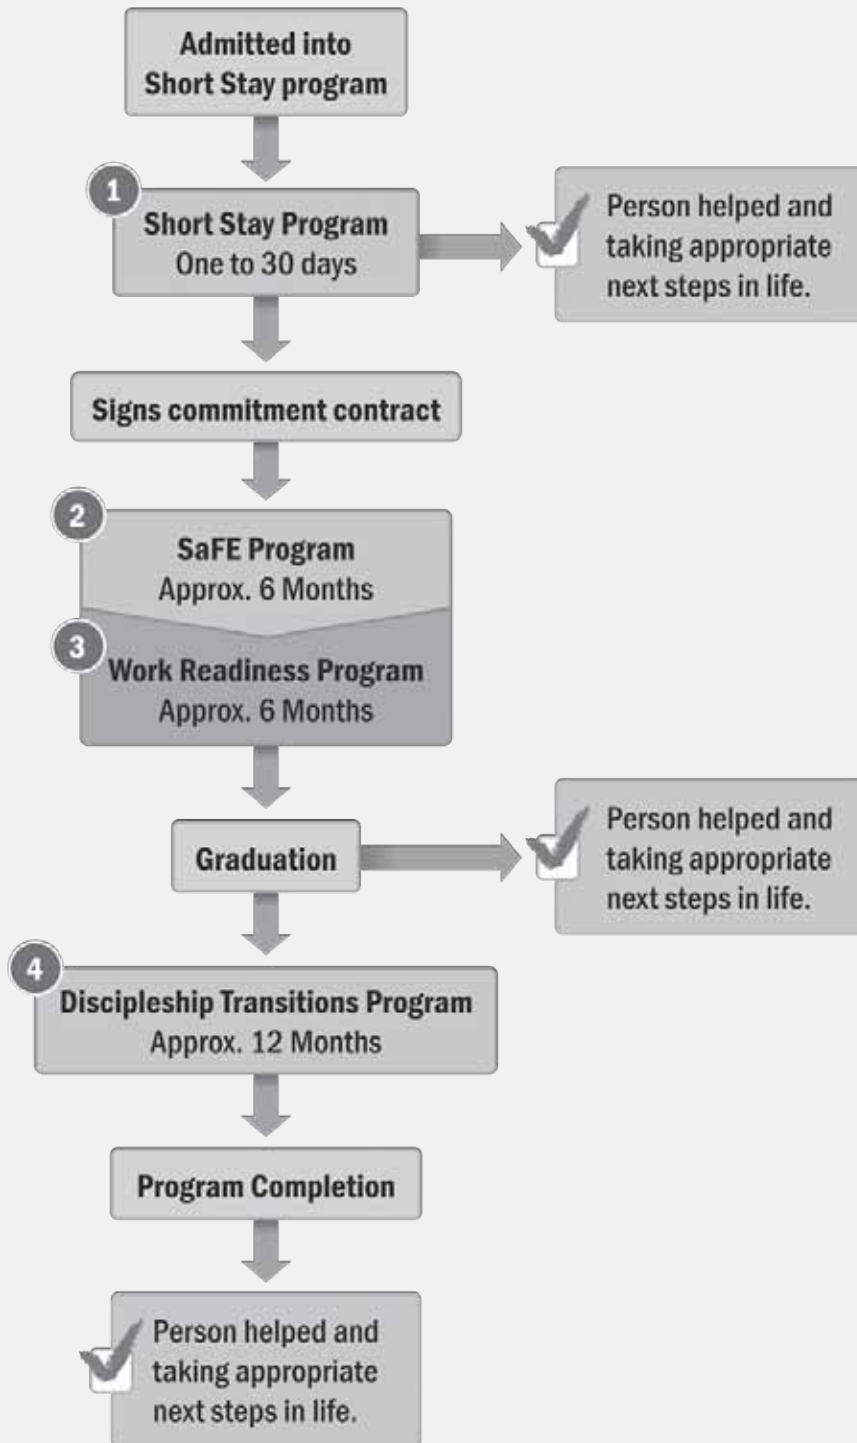 Admitted into
Short Stay program
1
Short Stay Program
One to 30 days
Person helped and
taking appropriate
next steps in life.
Signs commitment contract
2
SaFE Program
Approx. 6 Months
3
Work Readiness Program
Approx. 6 Months
Graduation
Person helped and
taking appropriate
next steps in life.
4
Discipleship Transitions Program
Approx. 12 Months
Program Completion
Person helped and
taking appropriate
next steps in life.